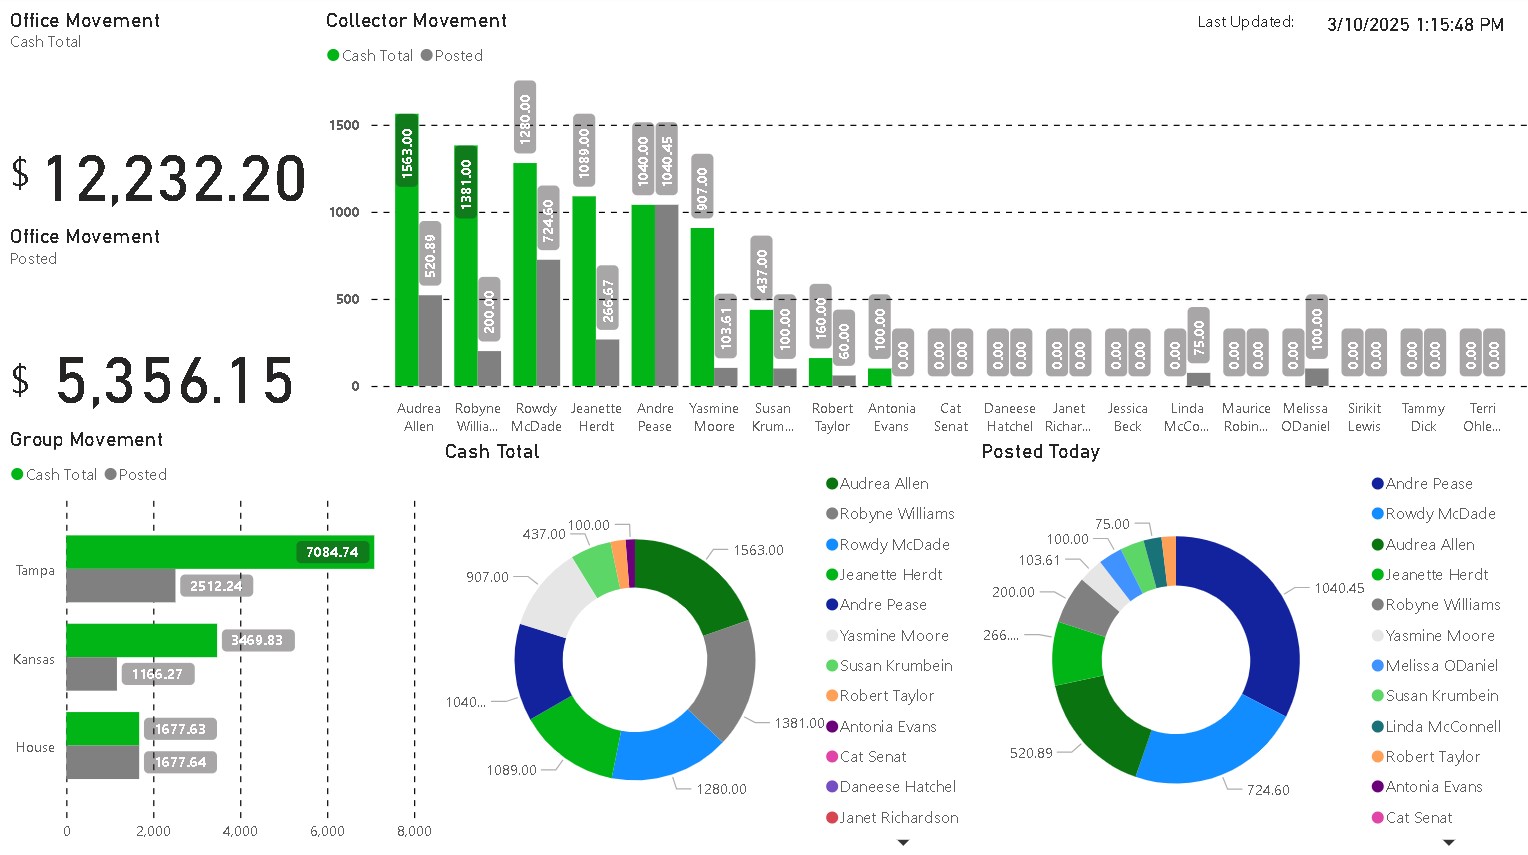 Office Movement
Cash Total
$ 12,232.20
Office Movement
Posted
$ 5,356.15
Collector Movement
Cash Total Posted
Last Updated: 3/10/2025 1:15:48 PM
1500
1000
500
0
1563.00 520.89
1381.00 200.00
1280.00 724.60
1089.00 266.67
1040.00 1040.45
907.00 103.61
437.00 100.00
160.00 60.00
100.00 0.00
0.00 0.00
0.00 0.00
0.00 0.00
0.00 0.00
0.00 75.00
0.00 0.00
0.00 100.00
0.00 0.00
0.00 0.00
0.00 0.00
Audrea Allen
Robyne Willia...
Rowdy McDade
Jeanette Herdt
Andre Pease
Yasmine Moore
Susan Krum...
Robert Taylor
Antonia Evans
Cat Senat
Daneese Hatchel
Janet Richar...
Jessica Beck
Linda McCo...
Maurice Robin...
Melissa ODaniel
Sirikit Lewis
Tammy Dick
Terri Ohle...
Group Movement
Cash Total Posted
Tampa
7084.74
2512.24
Kansas
3469.83
1166.27
House
1677.63
1677.64
0 2,000 4,000 6,000 8,000
Cash Total
1563.00
1381.00
1280.00
1089.00
1040...
907.00
437.00
100.00
Audrea Allen
Robyne Williams
Rowdy McDade
Jeanette Herdt
Andre Pease
Yasmine Moore
Susan Krumbein
Robert Taylor
Antonia Evans
Cat Senat
Daneese Hatchel
Janet Richardson
Posted Today
1040.45
724.60
520.89
266....
200.00
103.61
100.00
75.00
Andre Pease
Rowdy McDade
Audrea Allen
Jeanette Herdt
Robyne Williams
Yasmine Moore
Melissa ODaniel
Susan Krumbein
Linda McConnell
Robert Taylor
Antonia Evans
Cat Senat